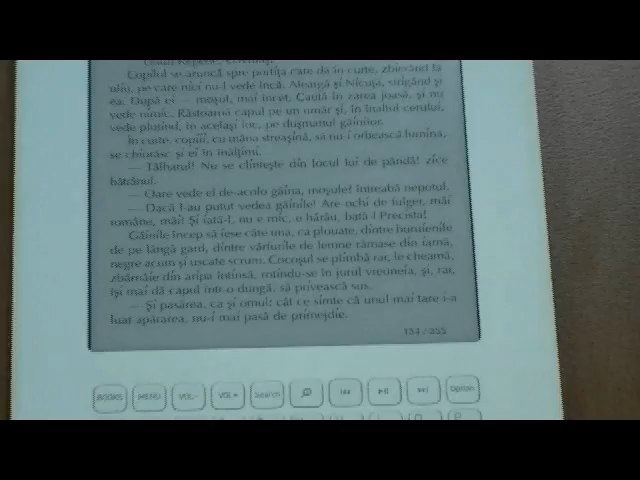 Copilul se aruncă spre portița care dă în curte, zbierând la
uliu, pe care nici nu-l vede încă. Aleargă și Nicuță, strigând și
ea. După ei — moșul, mai încet. Caută în zarea joasă, și nu
vede nimic. Răstoarnă capul pe un umăr și, în înaltul cerului,
vede plutind, în același loc, pe dușmanul găinilor.
În curte, copiii, cu mâna streașină, să nu-i orbească lumina,
se chiorăsc și ei în înălțimi.
— Tâlharul! Nu se clintește din locul lui de pândă! zice
bătrânul.
— Oare vede el de-acolo găina, moșule? întreabă nepotul.
— Dacă l-au putut vedea găinile! Are ochi de fulger, măi
române, măi! Și iată-l, nu e mic, o hărău, bată-l Precista!
Găinile încep să iese câte una, ca plouate, dintre buruienile
de pe lângă gard, dintre vârfurile de lemne rămase din iarnă,
negre acum și uscate scrum. Cocoșul se plimbă rar, le cheamă,
zbârnâie din aripa întinsă, rotindu-se în jurul vreuneia, și, rar,
își mai dă capul într-o dungă, să privească sus.
— Și pasărea, ca și omul: cât ce simte că unul mai tare i-a
luat apărarea, nu-i mai pasă de primejdie.
134 / 255
BOOKS MENU VOL- VOL+ Search Option